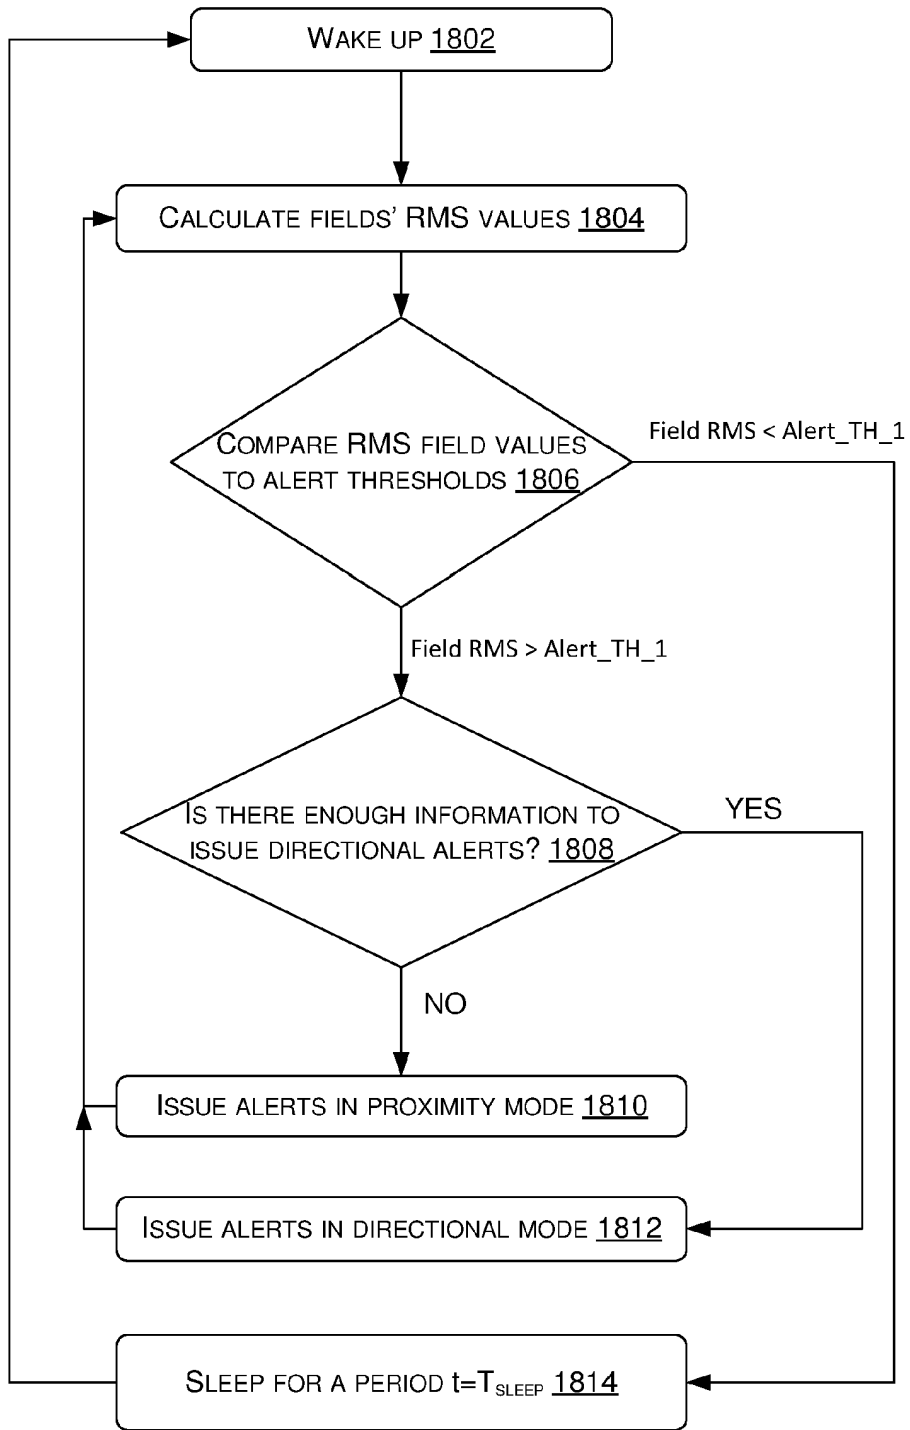 WAKE UP 1802
CALCULATE FIELDS' RMS VALUES 1804
COMPARE RMS FIELD VALUES
TO ALERT THRESHOLDS 1806
Field RMS < Alert_TH_1
Field RMS > Alert_TH_1
IS THERE ENOUGH INFORMATION TO
ISSUE DIRECTIONAL ALERTS? 1808
YES
NO
ISSUE ALERTS IN PROXIMITY MODE 1810
ISSUE ALERTS IN DIRECTIONAL MODE 1812
SLEEP FOR A PERIOD t=TSLEEP 1814